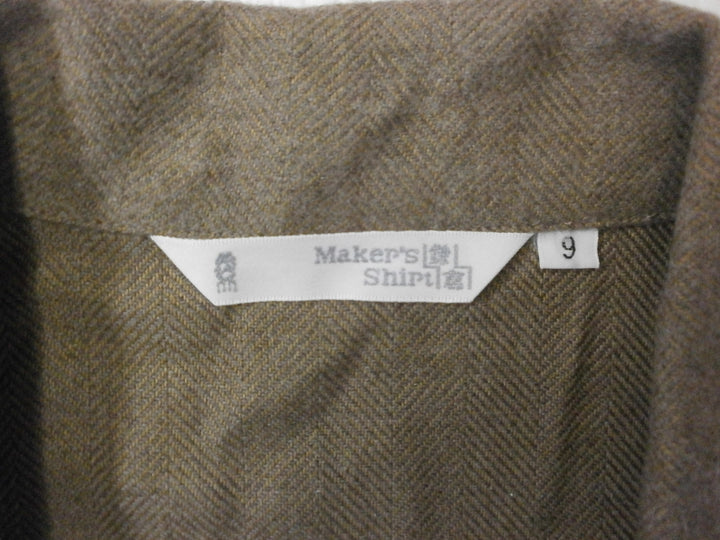 Maker's 鎌
Shirt 倉
9